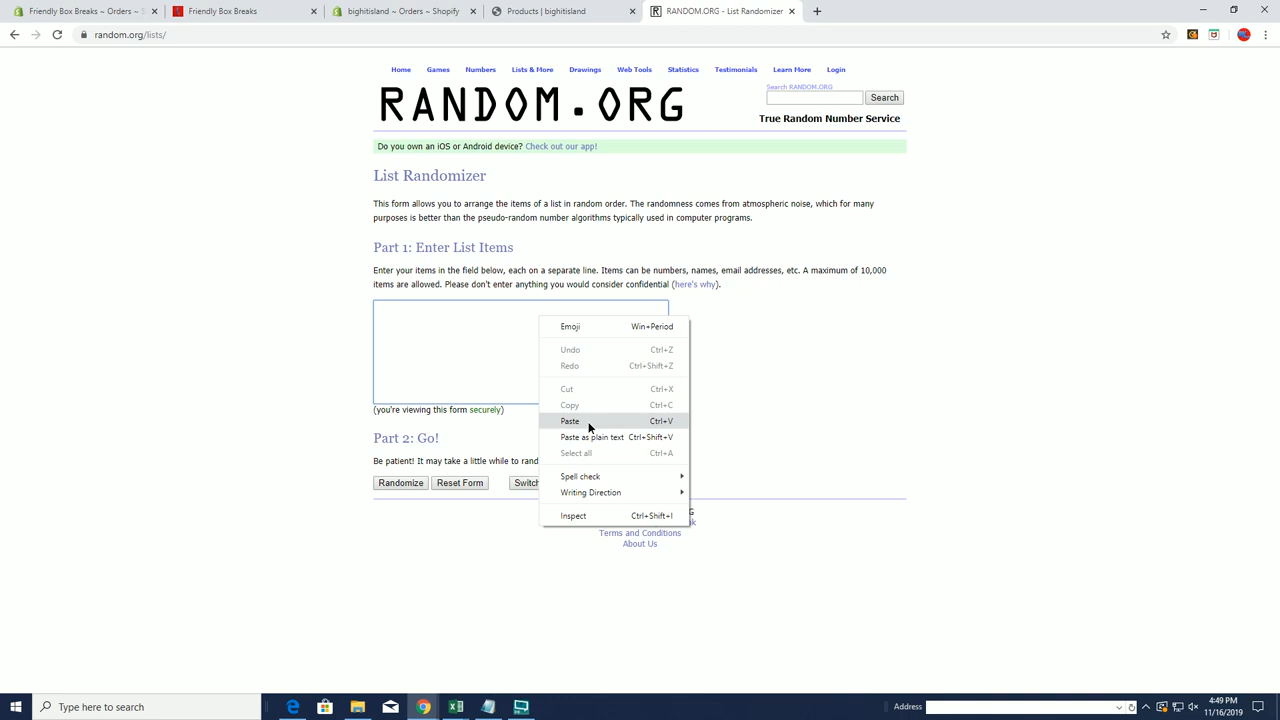 Friendly Box Breaks ~ Orders ~ S
Friendly Box Breaks
bighitisland ~ Orders ~ Shopify
Products | bighitisland
RANDOM.ORG - List Randomizer
random.org/lists/
Home Games Numbers Lists & More Drawings Web Tools Statistics Testimonials Learn More Login
RANDOM.ORG
Search RANDOM.ORG
Search
True Random Number Service
Do you own an iOS or Android device? Check out our app!
List Randomizer
This form allows you to arrange the items of a list in random order. The randomness comes from atmospheric noise, which for many
purposes is better than the pseudo-random number algorithms typically used in computer programs.
Part 1: Enter List Items
Enter your items in the field below, each on a separate line. Items can be numbers, names, email addresses, etc. A maximum of 10,000
items are allowed. Please don't enter anything you would consider confidential (here's why).
Emoji Win+Period
Undo Ctrl+Z
Redo Ctrl+Shift+Z
Cut Ctrl+X
Copy Ctrl+C
Paste Ctrl+V
Paste as plain text Ctrl+Shift+V
Select all Ctrl+A
Spell check
Writing Direction
Inspect Ctrl+Shift+I
(you're viewing this form securely)
Part 2: Go!
Be patient! It may take a little while to rand
Randomize Reset Form Switch
G
k
Terms and Conditions
About Us
Type here to search
Address
4:49 PM
11/16/2019